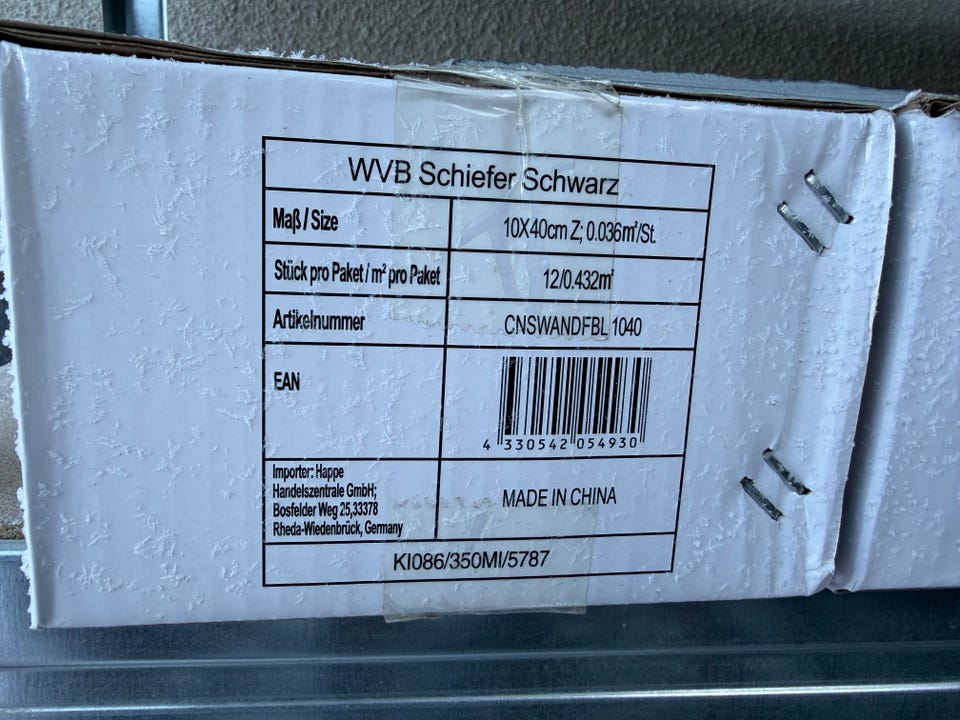 WVB Schiefer Schwarz
Maß/Size 10X40cm Z; 0.036m²/St.
Stück pro Paket/m² pro Paket 12/0.432m²
Artikelnummer CNSWANDFBL1040
EAN
4 330542 054930
Importer: Happe
Handelszentrale GmbH;
Bosfelder Weg 25,33378
Rheda-Wiedenbrück, Germany
MADE IN CHINA
KI086/350MI/5787